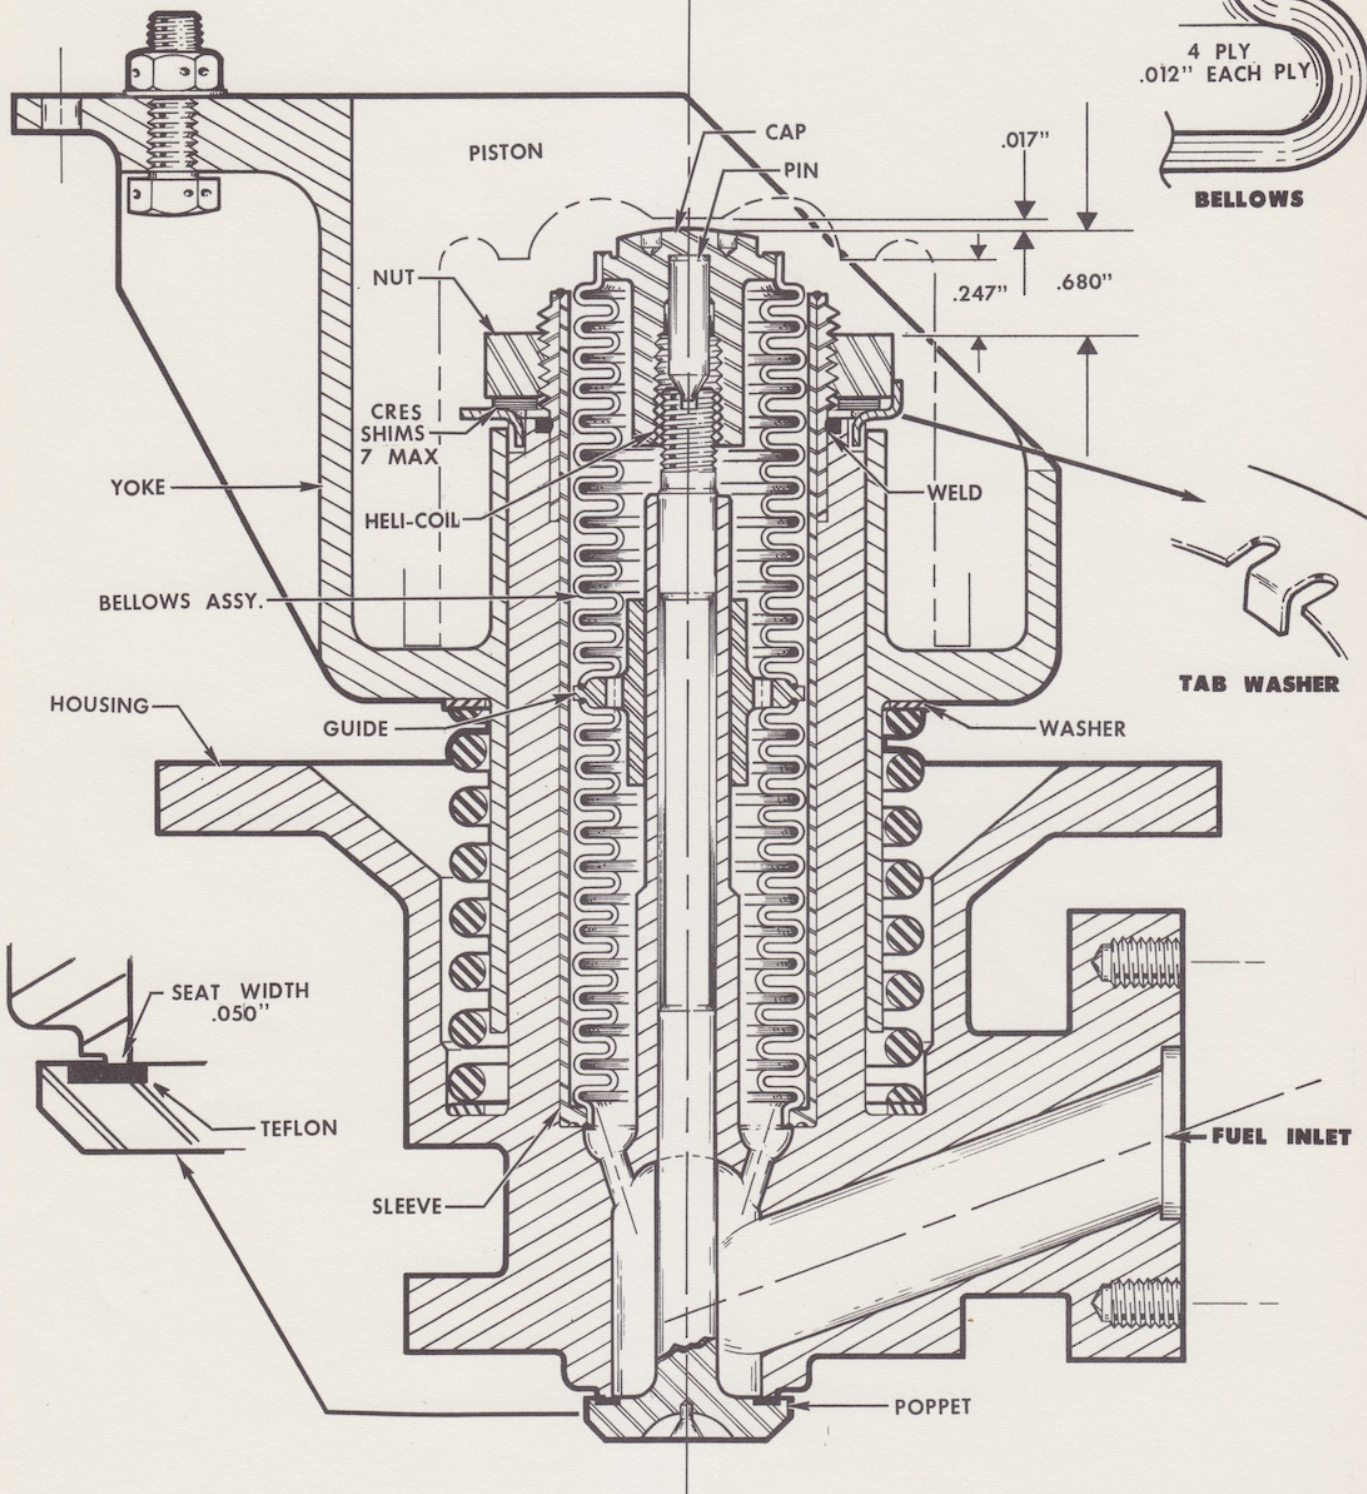 4 PLY
.012" EACH PLY
BELLOWS
CAP
PISTON
PIN
.017"
NUT
.247"
.680"
CRES
SHIMS
7 MAX
YOKE
WELD
HELI-COIL
BELLOWS ASSY.
TAB WASHER
HOUSING
GUIDE
WASHER
SEAT WIDTH
.050"
TEFLON
FUEL INLET
SLEEVE
POPPET